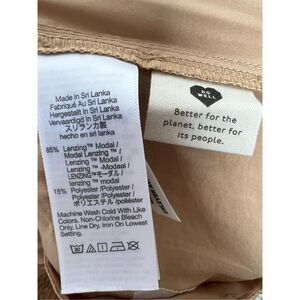 Made In Sri Lanka
Fabriqué Au Sri Lanka
Hergestellt In Sri Lanka
Vervaardigd In Sri Lanka
スリランカ製
hecho en sri lanka
85% Lenzing™ Modal /
Modal Lenzing™ /
Lenzing™ Modal /
Lenzing™ -Modaal /
LENZING™モーダル /
lenzing™ modal
15% Polyester /Polyester /
Polyester /Polyester /
ポリエステル /poliéster
Machine Wash Cold With Like
Colors, Non-Chlorine Bleach
Only, Line Dry, Iron On Lowest
Setting.
DO
WELL
Better for the
planet, better for
its people.